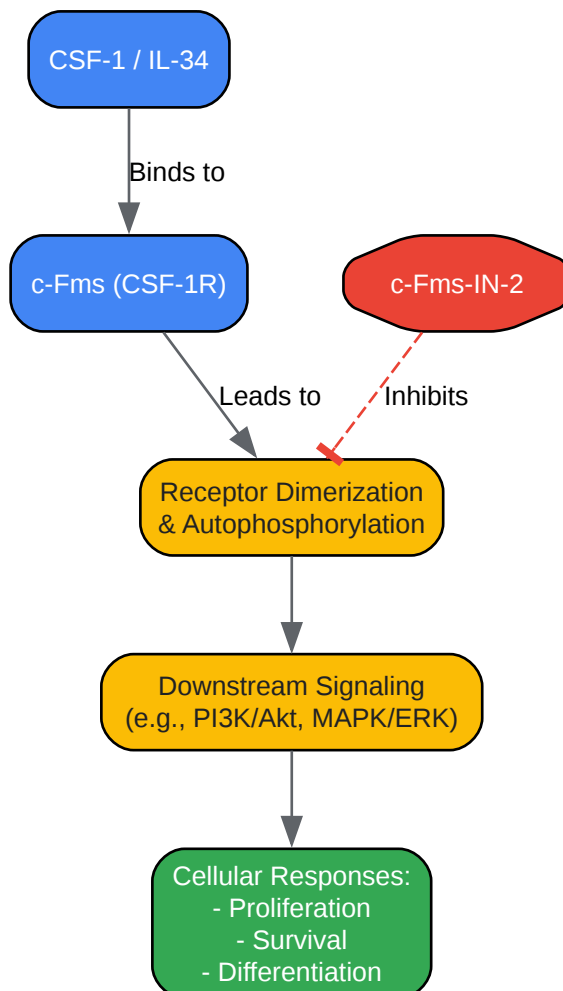 CSF-1 / IL-34
Binds to
c-Fms (CSF-1R)
c-Fms-IN-2
Leads to
Inhibits
Receptor Dimerization
& Autophosphorylation
Downstream Signaling
(e.g., PI3K/Akt, MAPK/ERK)
Cellular Responses:
- Proliferation
- Survival
- Differentiation